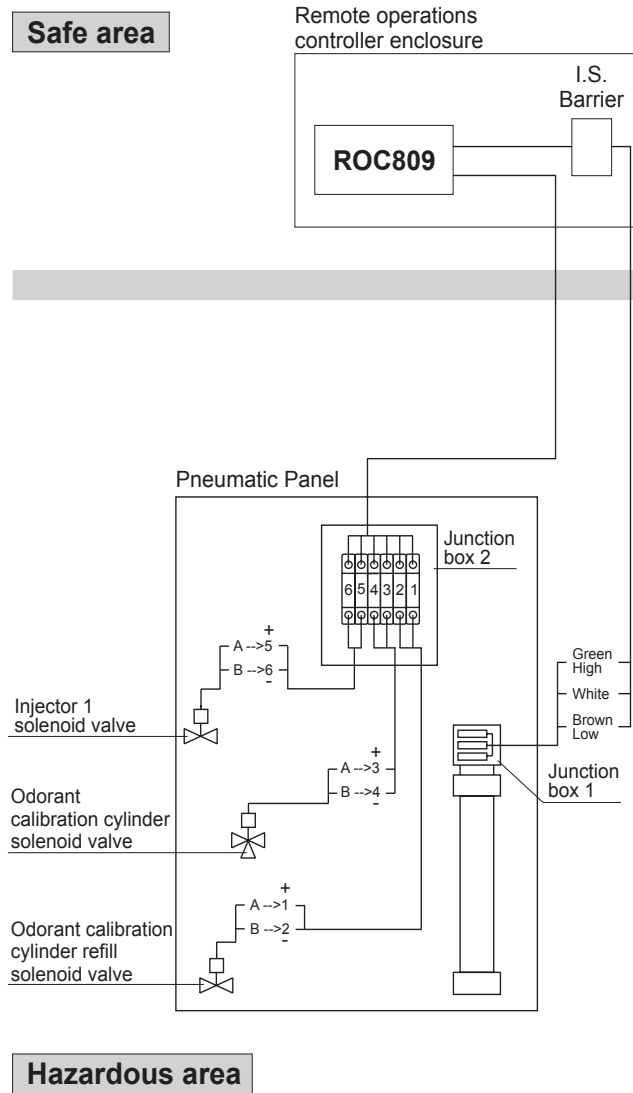 Safe area
Remote operations
controller enclosure
I.S.
Barrier
ROC809
Pneumatic Panel
Junction
box 2
6 5 4 3 2 1
+
A -->5
B -->6
-
Green
High
White
Brown
Low
Injector 1
solenoid valve
+
A -->3
B -->4
-
Junction
box 1
Odorant
calibration cylinder
solenoid valve
+
A -->1
B -->2
-
Odorant calibration
cylinder refill
solenoid valve
Hazardous area